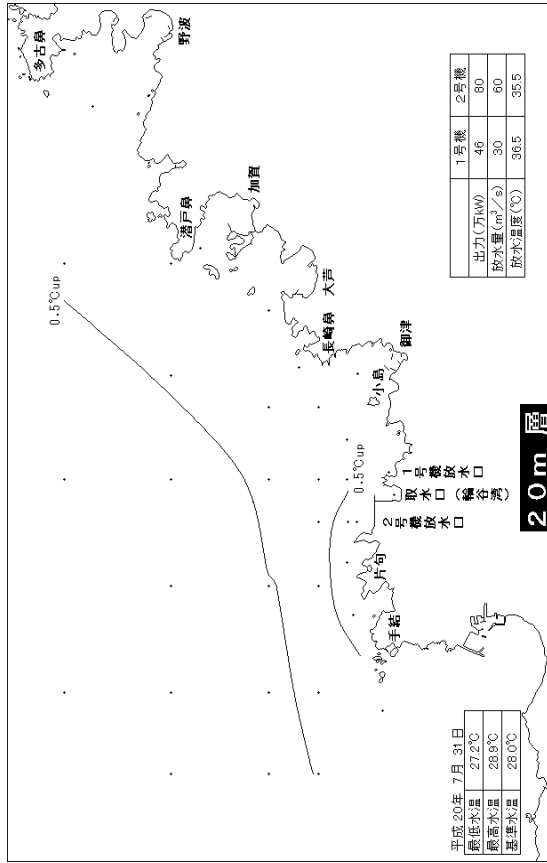 多古鼻
野波
潜戸鼻
加賀
大芦
長崎鼻
御津
小島
0.5℃up
0.5℃up
1号機放水口
取水口（輪谷湾）
2号機放水口
片句
手結
1号機 2号機
出力(万kW) 46 80
放水量(m³/s) 30 60
放水温度(℃) 36.5 35.5
20m 層
平成20年 7月 31日
最低水温 27.2℃
最高水温 28.9℃
基準水温 28.0℃